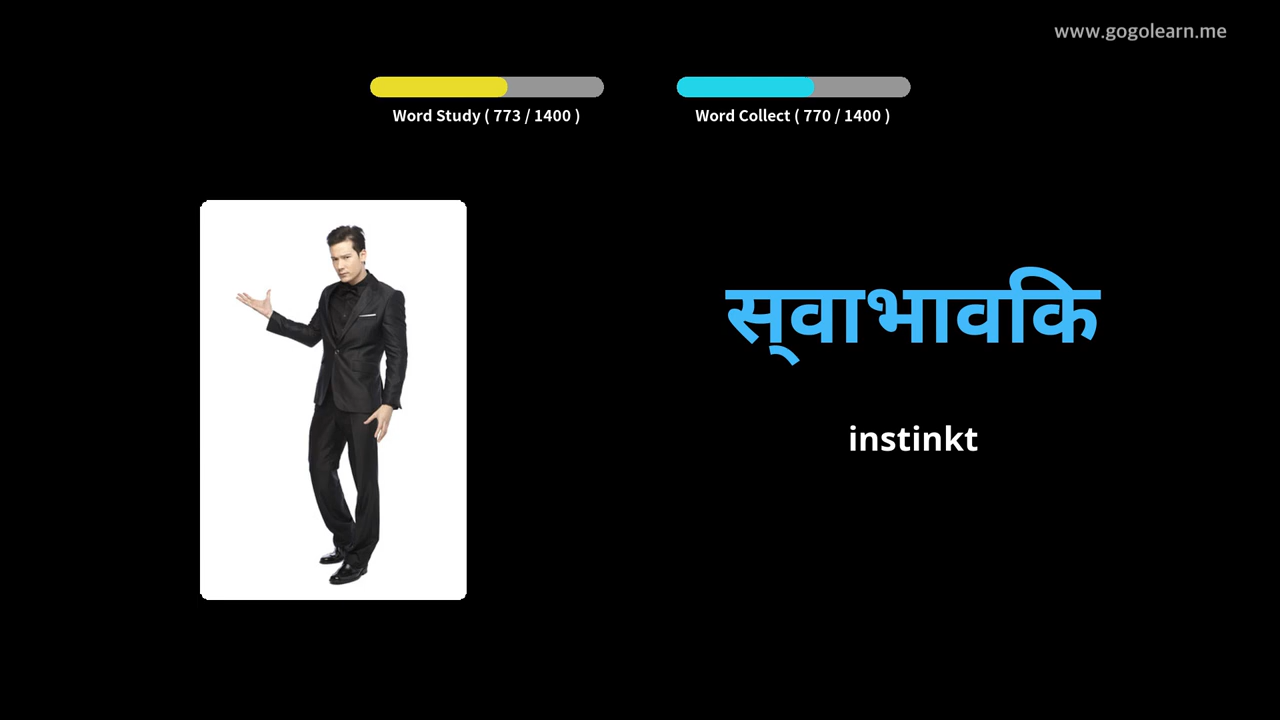 www.gogolearn.me
Word Study ( 773 / 1400 )
Word Collect ( 770 / 1400 )
स्‌वाभावकि
instinkt